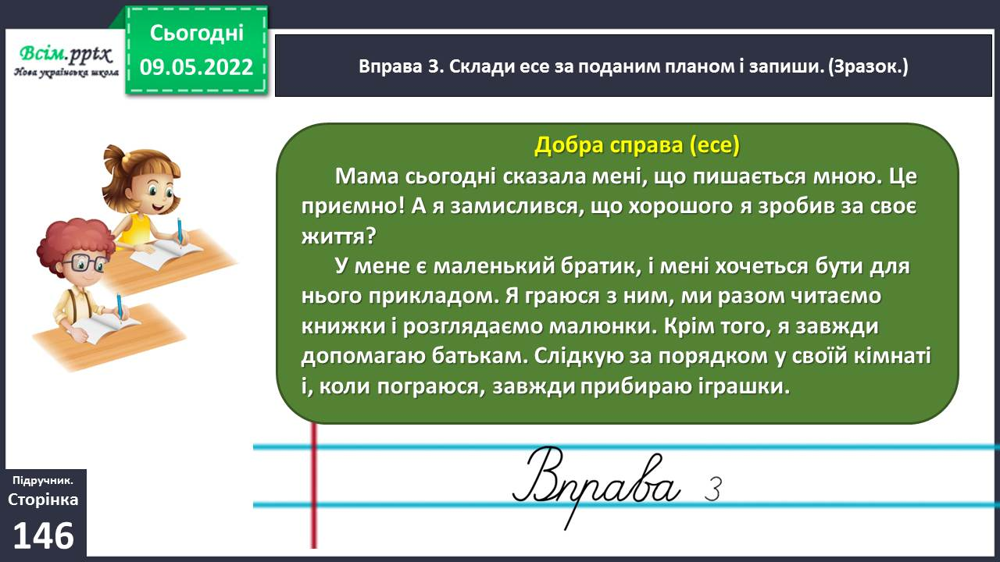 Всім.pptx
Нова українська школа
Сьогодні
09.05.2022
Вправа 3. Склади есе за поданим планом і запиши. (Зразок.)
Добра справа (есе)
Мама сьогодні сказала мені, що пишається мною. Це
приємно! А я замислився, що хорошого я зробив за своє
життя?
У мене є маленький братик, і мені хочеться бути для
нього прикладом. Я граюся з ним, ми разом читаємо
книжки і розглядаємо малюнки. Крім того, я завжди
допомагаю батькам. Слідкую за порядком у своїй кімнаті
і, коли пограюся, завжди прибираю іграшки.
Вправа 3
Підручник.
Сторінка
146